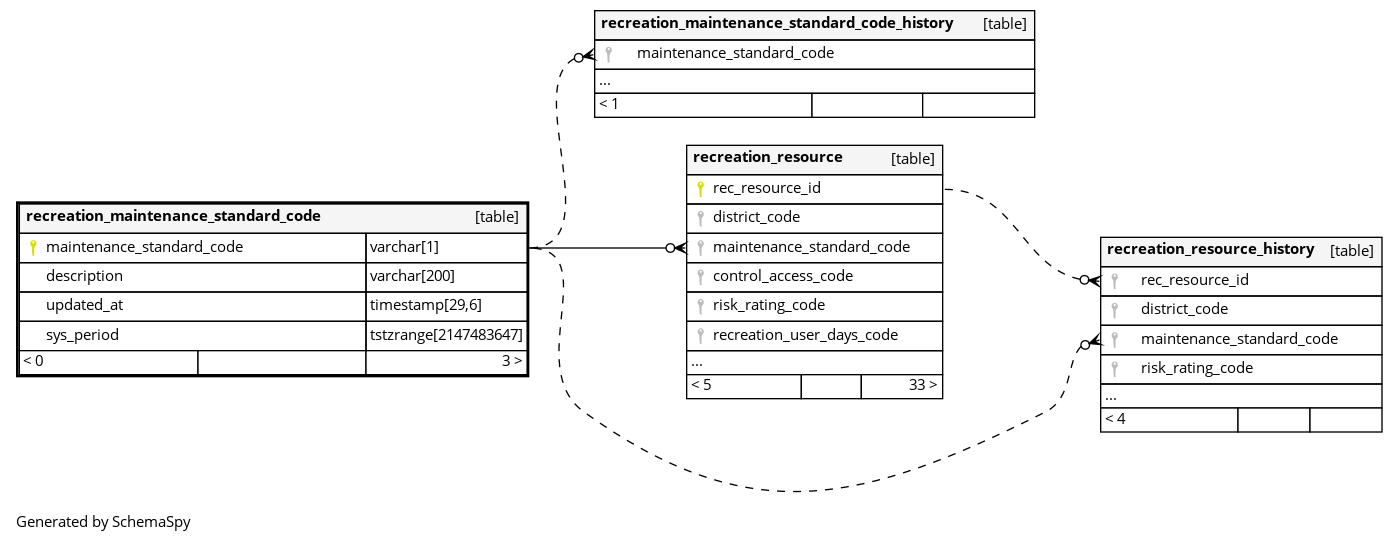 recreation_maintenance_standard_code_history [table]
maintenance_standard_code
...
< 1
recreation_resource [table]
rec_resource_id
district_code
maintenance_standard_code
control_access_code
risk_rating_code
recreation_user_days_code
...
< 5 33 >
recreation_maintenance_standard_code [table]
maintenance_standard_code varchar[1]
description varchar[200]
updated_at timestamp[29,6]
sys_period tstzrange[2147483647]
< 0 3 >
recreation_resource_history [table]
rec_resource_id
district_code
maintenance_standard_code
risk_rating_code
...
< 4
Generated by SchemaSpy